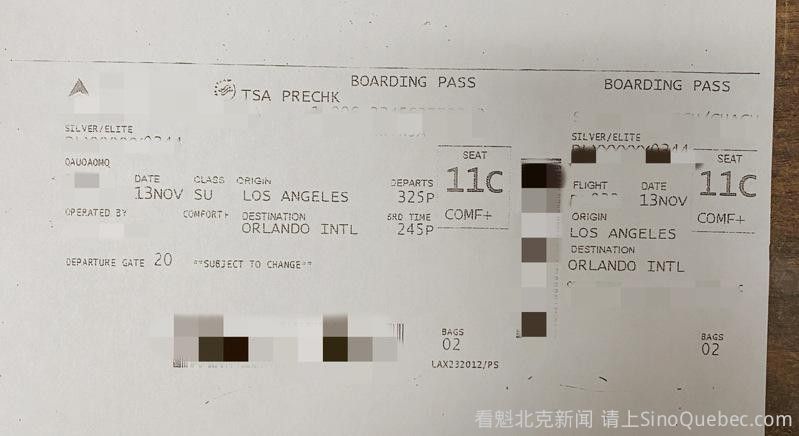 BOARDING PASS
TSA PRECHK
SILVER/ELITE
QAUOAOMQ
DATE CLASS ORIGIN DEPARTS
13NOV SU LOS ANGELES 325P
OPERATED BY COMFORT+ DESTINATION BRD TIME
ORLANDO INTL 245P
SEAT
11C
COMF+
DEPARTURE GATE 20 **SUBJECT TO CHANGE**
BAGS
02
LAX232012/PS
BOARDING PASS
SILVER/ELITE
SEAT
11C
COMF+
FLIGHT DATE
13NOV
ORIGIN
LOS ANGELES
DESTINATION
ORLANDO INTL
BAGS
02
看魁北克新闻 请上SinoQuebec.com